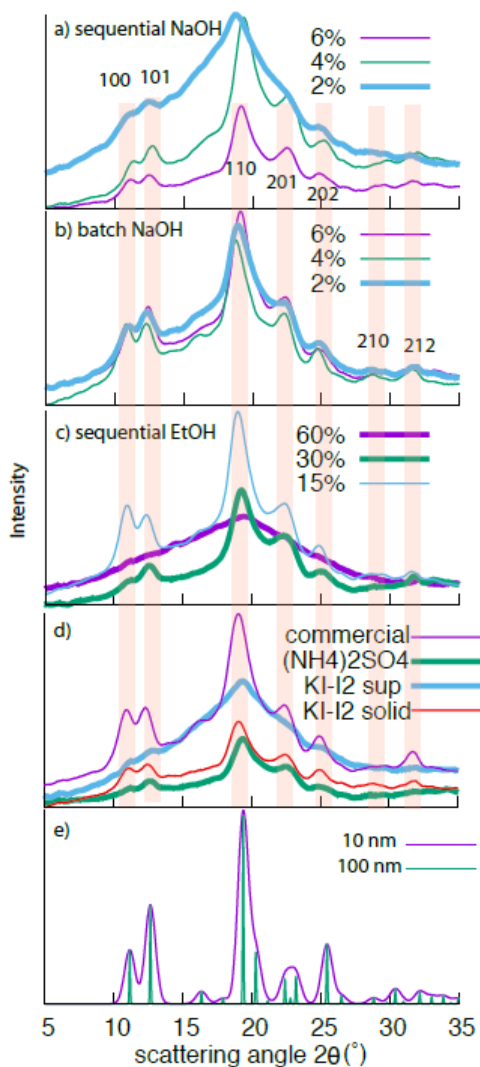 a) sequential NaOH
6%
4%
2%
100
101
110
201
202
b) batch NaOH
6%
4%
2%
210
212
c) sequential EtOH
60%
30%
15%
Intensity
d)
commercial
(NH4)2SO4
KI-I2 sup
KI-I2 solid
e)
10 nm
100 nm
5 10 15 20 25 30 35
scattering angle 2θ(°)